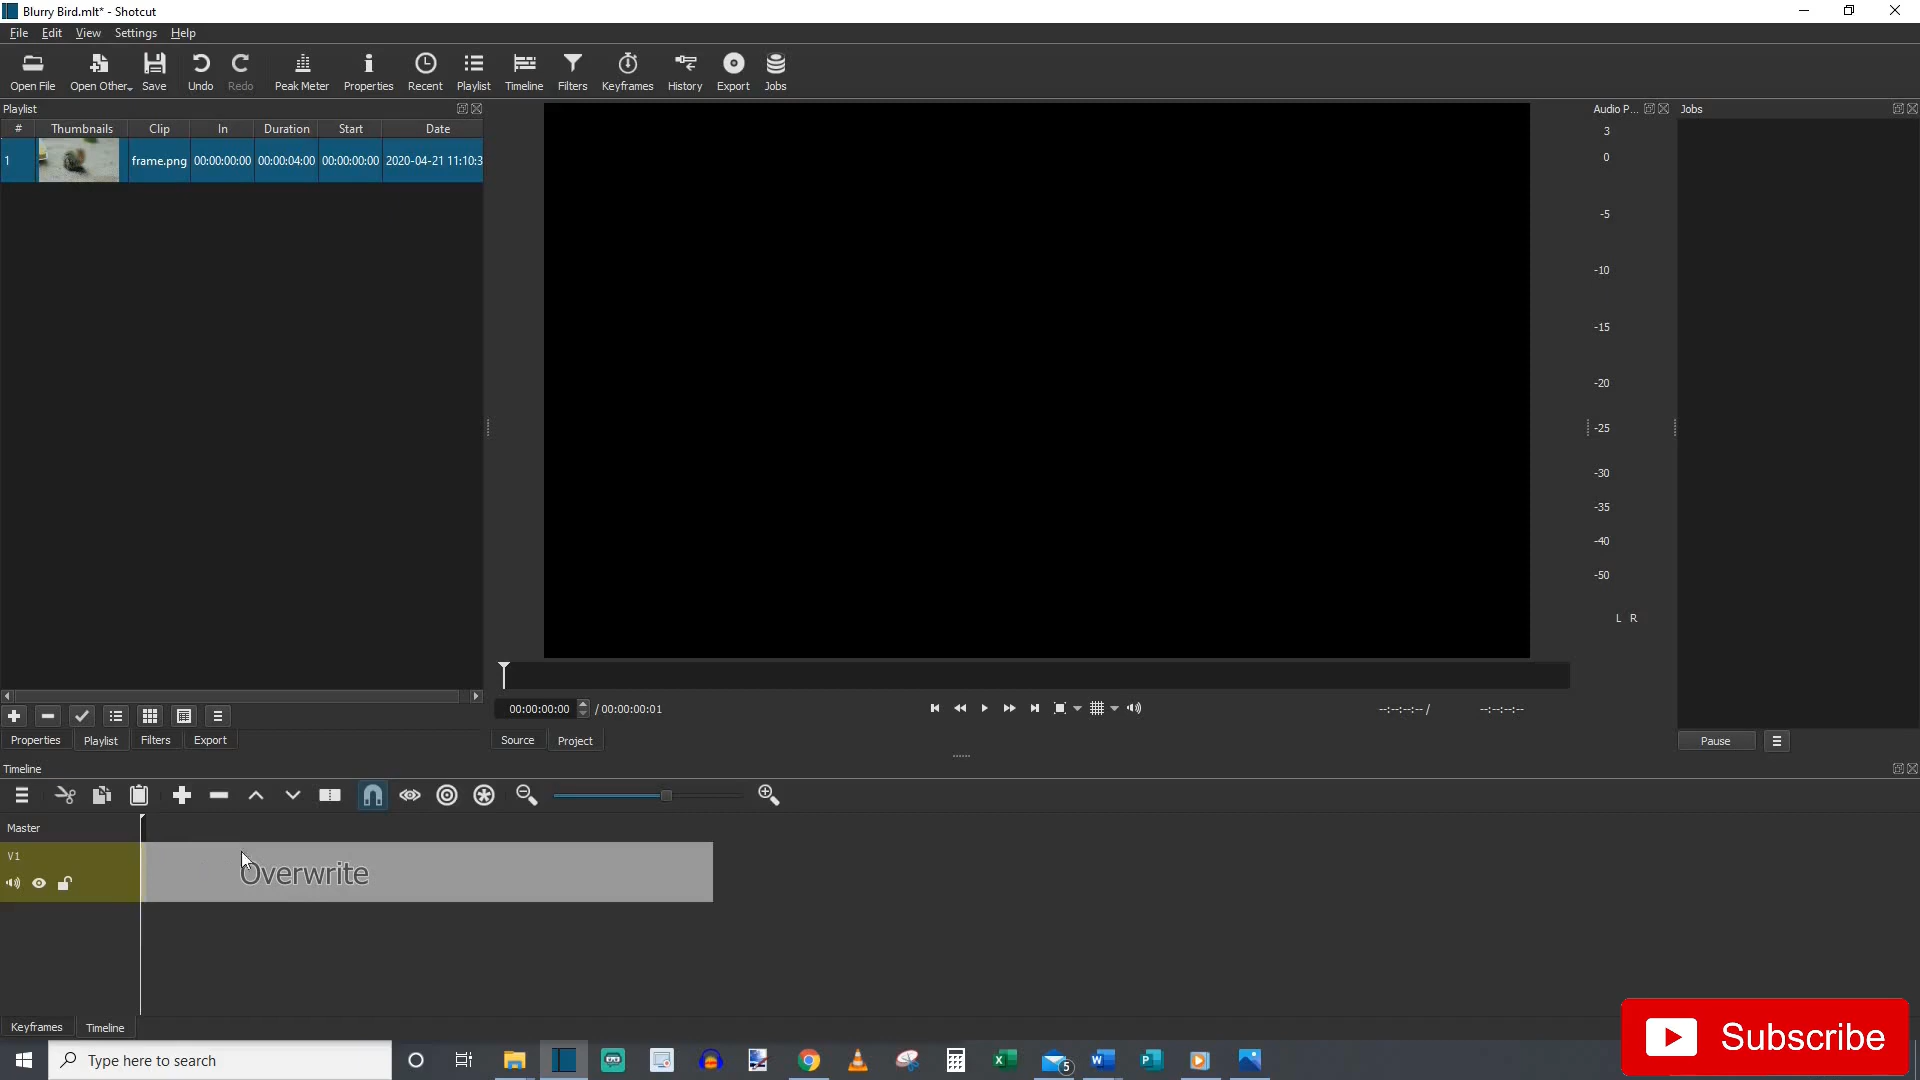 Blurry Bird.mlt* - Shotcut
File Edit View Settings Help
Open File Open Other Save Undo Redo Peak Meter Properties Recent Playlist Timeline Filters Keyframes History Export Jobs
Playlist
# Thumbnails Clip In Duration Start Date
1 frame.png 00:00:00:00 00:00:04:00 00:00:00:00 2020-04-21 11:10:3
Audio P...
3
0
-5
-10
-15
-20
-25
-30
-35
-40
-50
L R
Jobs
00:00:00:00 / 00:00:00:01
--:--:--:-- / --:--:--:--
Properties Playlist Filters Export
Source Project
Pause
Timeline
Master
V1
Overwrite
Keyframes Timeline
Type here to search
5
Subscribe